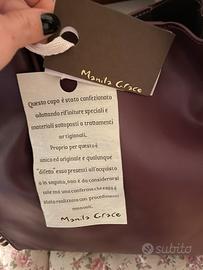 Manila Grace
Questo capo è stato confezionato
adottando rifiniture speciali e
materiali sottoposti a trattamenti
originali.
Proprio per questo è
unico ed originale e qualunque
"difetto" esso presenti all'acquisto
o in seguito, non è da considerarsi
tale ma una conferma che capo è
stato realizzato con procedimenti
manuali.
Manila Grace
subito